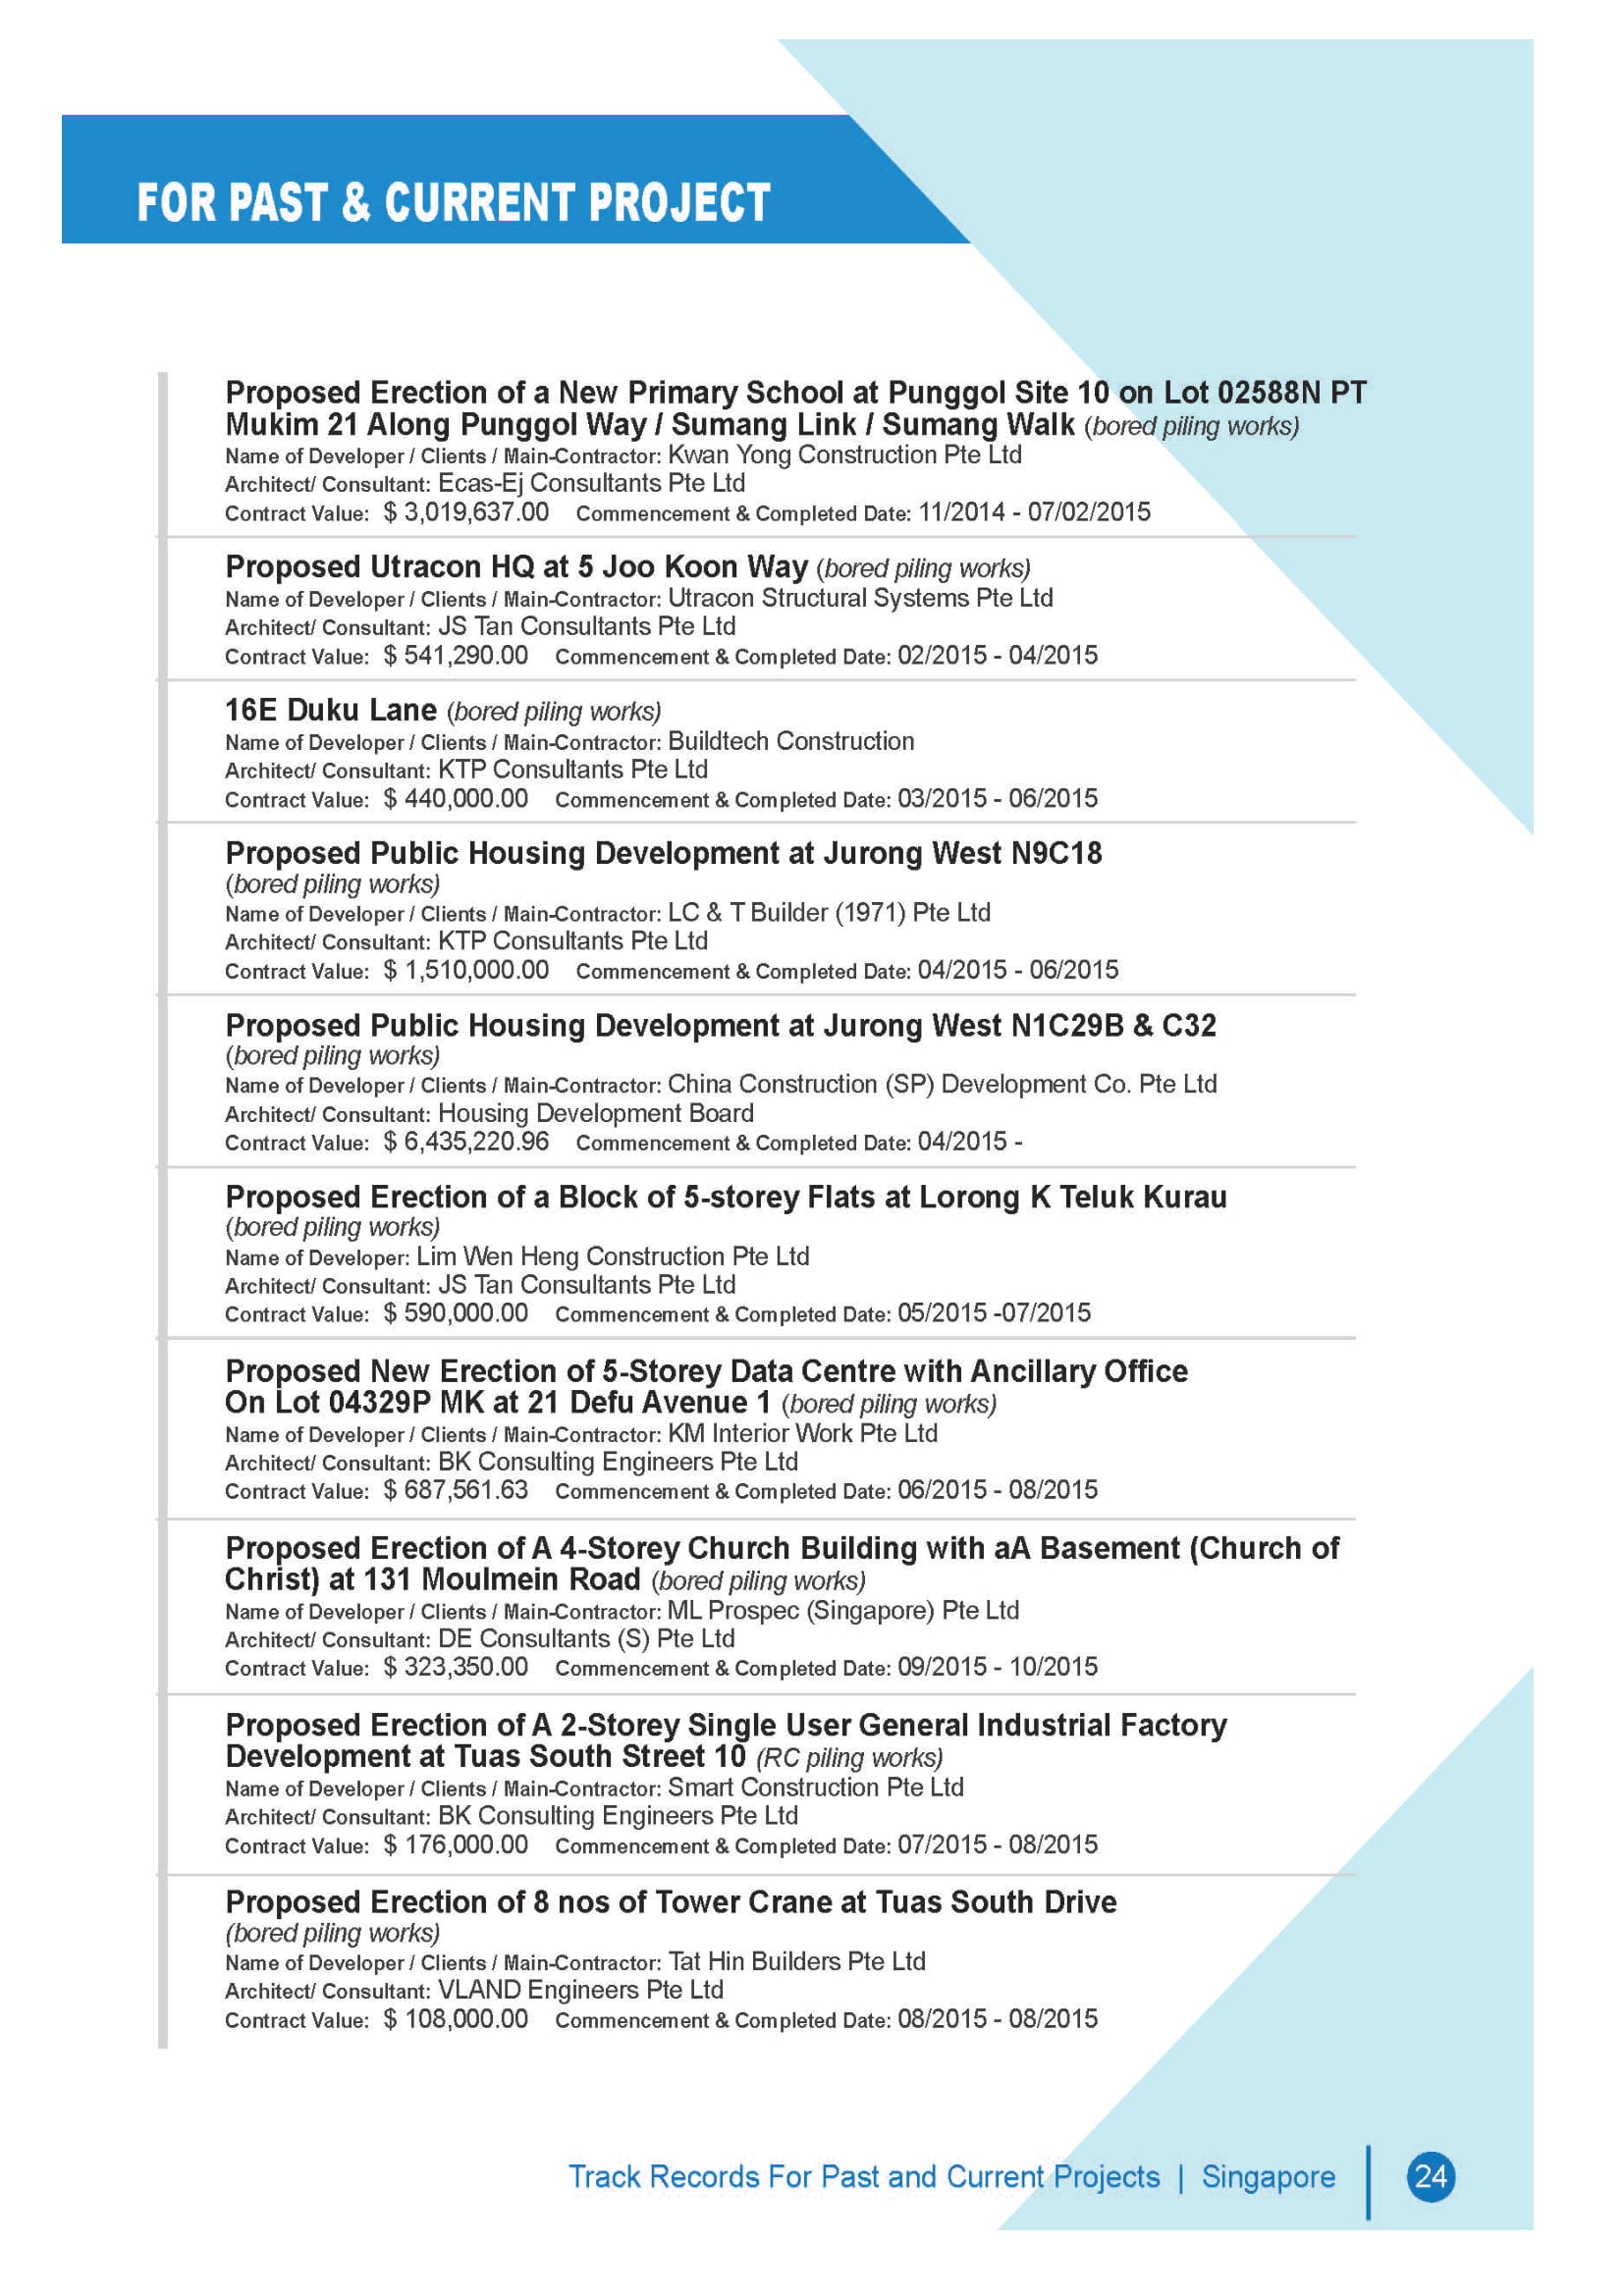 FOR PAST & CURRENT PROJECT
Proposed Erection of a New Primary School at Punggol Site 10 on Lot 02588N PT
Mukim 21 Along Punggol Way / Sumang Link / Sumang Walk (bored piling works)
Name of Developer / Clients / Main-Contractor: Kwan Yong Construction Pte Ltd
Architect/ Consultant: Ecas-Ej Consultants Pte Ltd
Contract Value: $ 3,019,637.00 Commencement & Completed Date: 11/2014 - 07/02/2015
Proposed Utracon HQ at 5 Joo Koon Way (bored piling works)
Name of Developer / Clients / Main-Contractor: Utracon Structural Systems Pte Ltd
Architect/ Consultant: JS Tan Consultants Pte Ltd
Contract Value: $ 541,290.00 Commencement & Completed Date: 02/2015 - 04/2015
16E Duku Lane (bored piling works)
Name of Developer / Clients / Main-Contractor: Buildtech Construction
Architect/ Consultant: KTP Consultants Pte Ltd
Contract Value: $ 440,000.00 Commencement & Completed Date: 03/2015 - 06/2015
Proposed Public Housing Development at Jurong West N9C18
(bored piling works)
Name of Developer / Clients / Main-Contractor: LC & T Builder (1971) Pte Ltd
Architect/ Consultant: KTP Consultants Pte Ltd
Contract Value: $ 1,510,000.00 Commencement & Completed Date: 04/2015 - 06/2015
Proposed Public Housing Development at Jurong West N1C29B & C32
(bored piling works)
Name of Developer / Clients / Main-Contractor: China Construction (SP) Development Co. Pte Ltd
Architect/ Consultant: Housing Development Board
Contract Value: $ 6,435,220.96 Commencement & Completed Date: 04/2015 -
Proposed Erection of a Block of 5-storey Flats at Lorong K Teluk Kurau
(bored piling works)
Name of Developer: Lim Wen Heng Construction Pte Ltd
Architect/ Consultant: JS Tan Consultants Pte Ltd
Contract Value: $ 590,000.00 Commencement & Completed Date: 05/2015 -07/2015
Proposed New Erection of 5-Storey Data Centre with Ancillary Office
On Lot 04329P MK at 21 Defu Avenue 1 (bored piling works)
Name of Developer / Clients / Main-Contractor: KM Interior Work Pte Ltd
Architect/ Consultant: BK Consulting Engineers Pte Ltd
Contract Value: $ 687,561.63 Commencement & Completed Date: 06/2015 - 08/2015
Proposed Erection of A 4-Storey Church Building with aA Basement (Church of
Christ) at 131 Moulmein Road (bored piling works)
Name of Developer / Clients / Main-Contractor: ML Prospec (Singapore) Pte Ltd
Architect/ Consultant: DE Consultants (S) Pte Ltd
Contract Value: $ 323,350.00 Commencement & Completed Date: 09/2015 - 10/2015
Proposed Erection of A 2-Storey Single User General Industrial Factory
Development at Tuas South Street 10 (RC piling works)
Name of Developer / Clients / Main-Contractor: Smart Construction Pte Ltd
Architect/ Consultant: BK Consulting Engineers Pte Ltd
Contract Value: $ 176,000.00 Commencement & Completed Date: 07/2015 - 08/2015
Proposed Erection of 8 nos of Tower Crane at Tuas South Drive
(bored piling works)
Name of Developer / Clients / Main-Contractor: Tat Hin Builders Pte Ltd
Architect/ Consultant: VLAND Engineers Pte Ltd
Contract Value: $ 108,000.00 Commencement & Completed Date: 08/2015 - 08/2015
Track Records For Past and Current Projects | Singapore 24